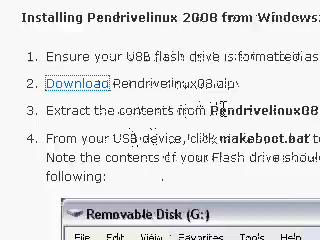 Installing Pendrivelinux 2008 from Windows:
1. Ensure your USB flash drive is formatted as
2. Download Pendrivelinux08.zip
3. Extract the contents from Pendrivelinux08
4. From your USB device, click makeboot.bat to
Note the contents of your Flash drive should
following:
Removable Disk (G:)
File Edit View Favorites Tools Help